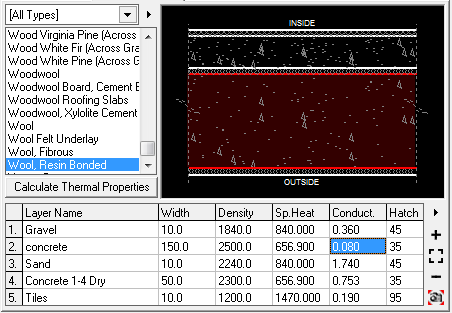 [All Types]
Wood Virginia Pine (Across
Wood White Fir (Across Gra
Wood White Pine (Across G
Woodwool
Woodwool Board, Cement B
Woodwool Roofing Slabs
Woodwool, Xylolite Cement
Wool
Wool Felt Underlay
Wool, Fibrous
Wool, Resin Bonded
Calculate Thermal Properties
INSIDE
OUTSIDE
Layer Name Width Density Sp.Heat Conduct. Hatch
1. Gravel 10.0 1840.0 840.000 0.360 45
2. concrete 150.0 2500.0 656.900 0.080 35
3. Sand 10.0 2240.0 840.000 1.740 45
4. Concrete 1-4 Dry 50.0 2300.0 656.900 0.753 35
5. Tiles 10.0 1200.0 1470.000 0.190 95